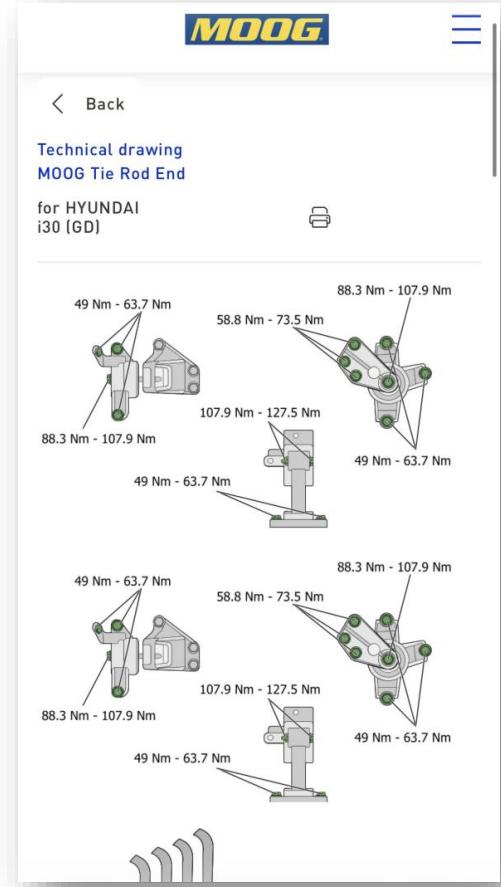 MOOG
Back
Technical drawing
MOOG Tie Rod End
for HYUNDAI
i30 (GD)
88.3 Nm - 107.9 Nm
49 Nm - 63.7 Nm
58.8 Nm - 73.5 Nm
107.9 Nm - 127.5 Nm
88.3 Nm - 107.9 Nm
49 Nm - 63.7 Nm
49 Nm - 63.7 Nm
88.3 Nm - 107.9 Nm
49 Nm - 63.7 Nm
58.8 Nm - 73.5 Nm
107.9 Nm - 127.5 Nm
88.3 Nm - 107.9 Nm
49 Nm - 63.7 Nm
49 Nm - 63.7 Nm